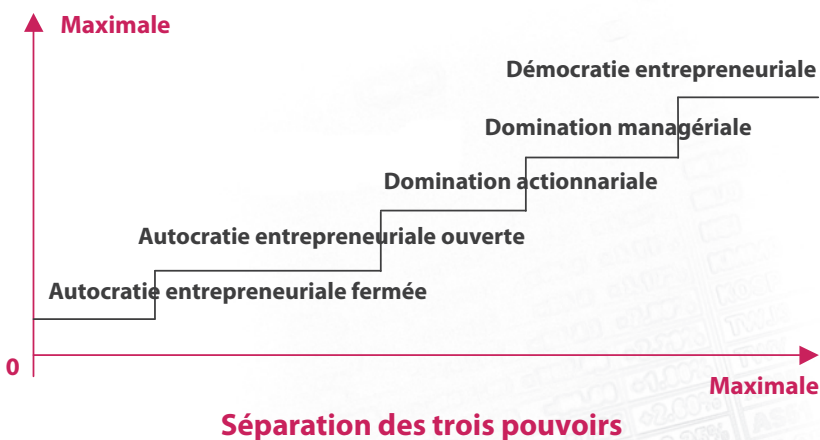 Maximale
Démocratie entrepreneuriale
Domination managériale
Domination actionnariale
Autocratie entrepreneuriale ouverte
Autocratie entrepreneuriale fermée
0
Maximale
Séparation des trois pouvoirs